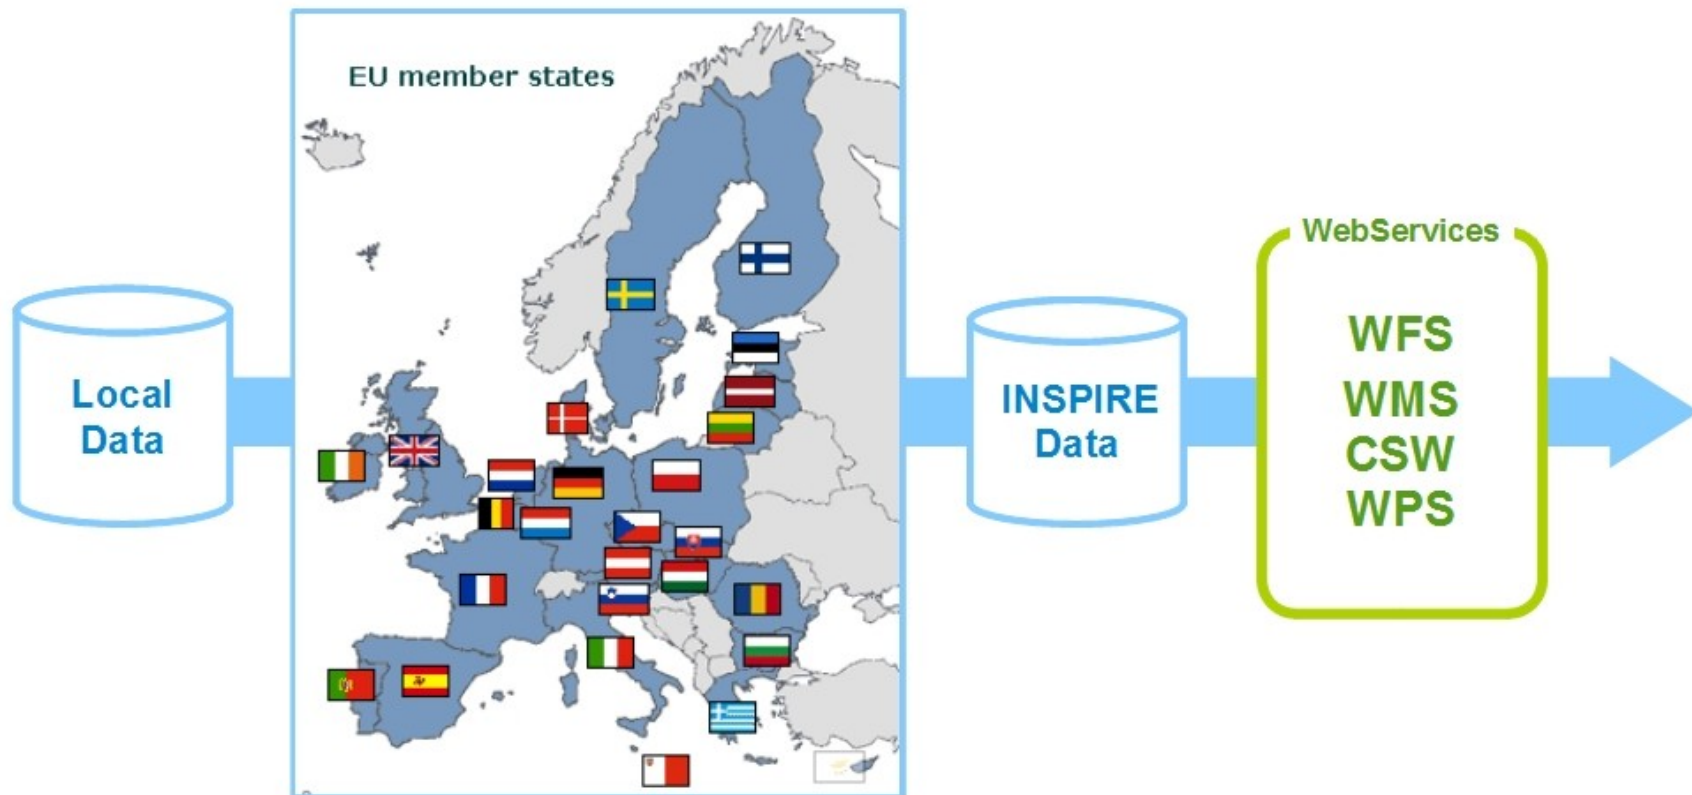 EU member states
Local
Data
INSPIRE
Data
WebServices
WFS
WMS
CSW
WPS